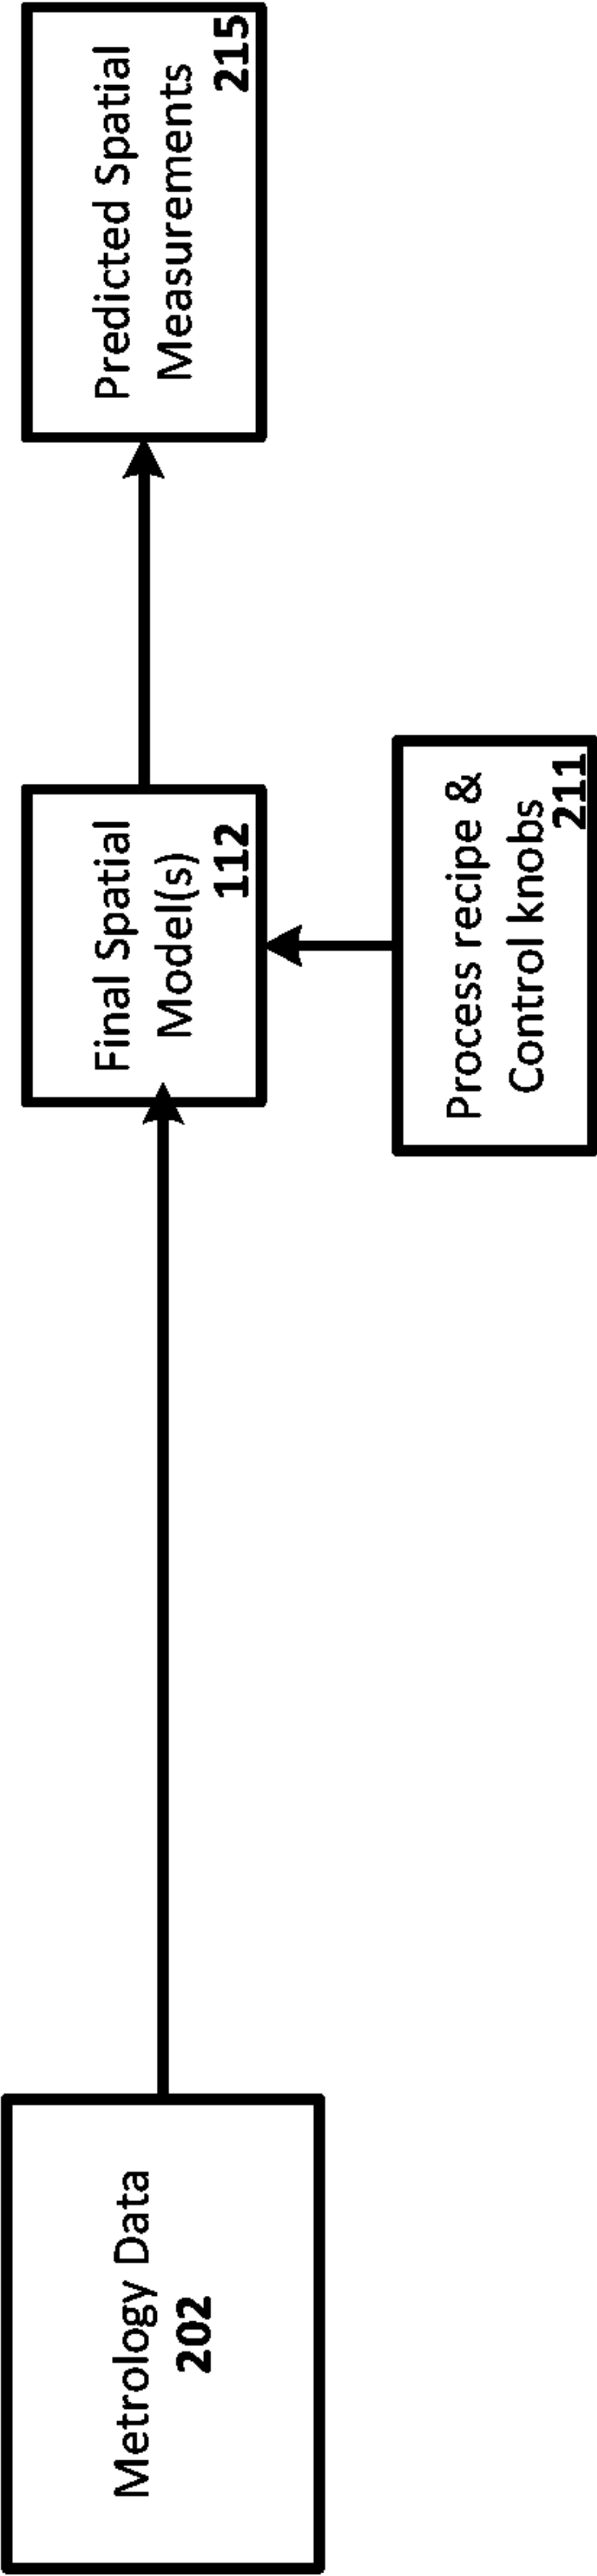 Metrology Data
202
Final Spatial
Model(s)
112
Predicted Spatial
Measurements
215
Process recipe &
Control knobs
211